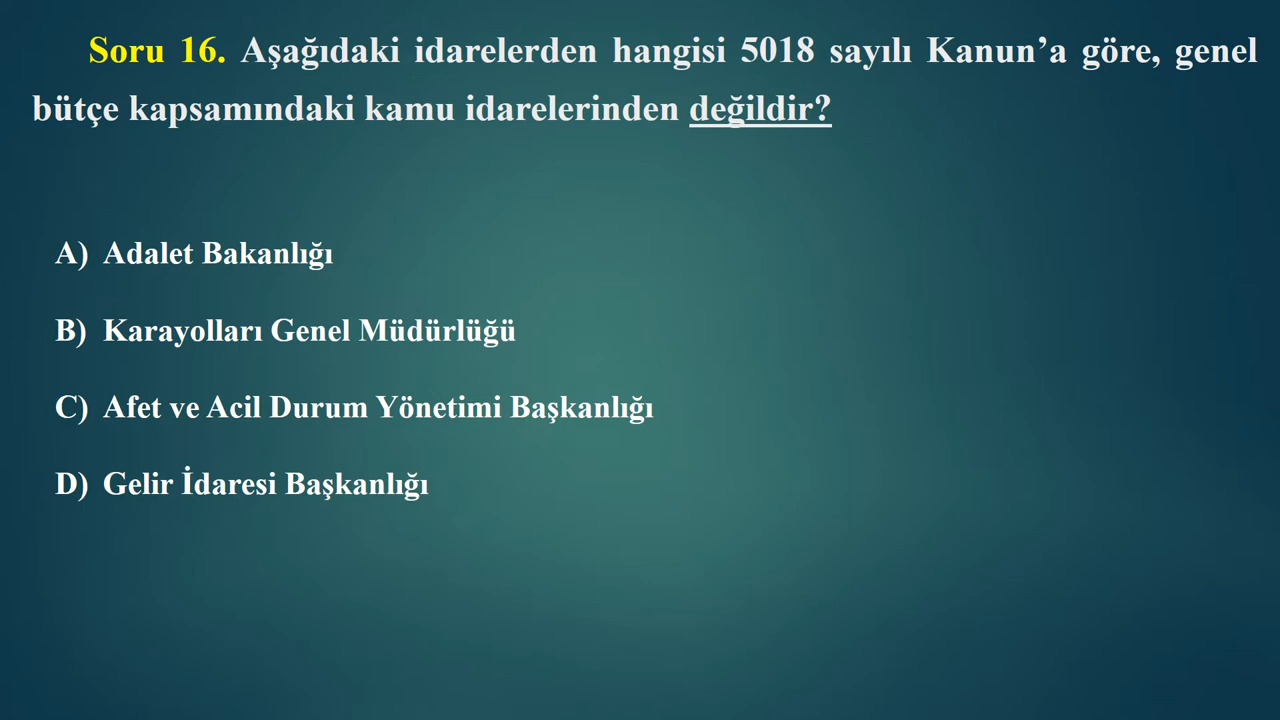 Soru 16. Aşağıdaki idarelerden hangisi 5018 sayılı Kanun’a göre, genel
bütçe kapsamındaki kamu idarelerinden değildir?
A) Adalet Bakanlığı
B) Karayolları Genel Müdürlüğü
C) Afet ve Acil Durum Yönetimi Başkanlığı
D) Gelir İdaresi Başkanlığı